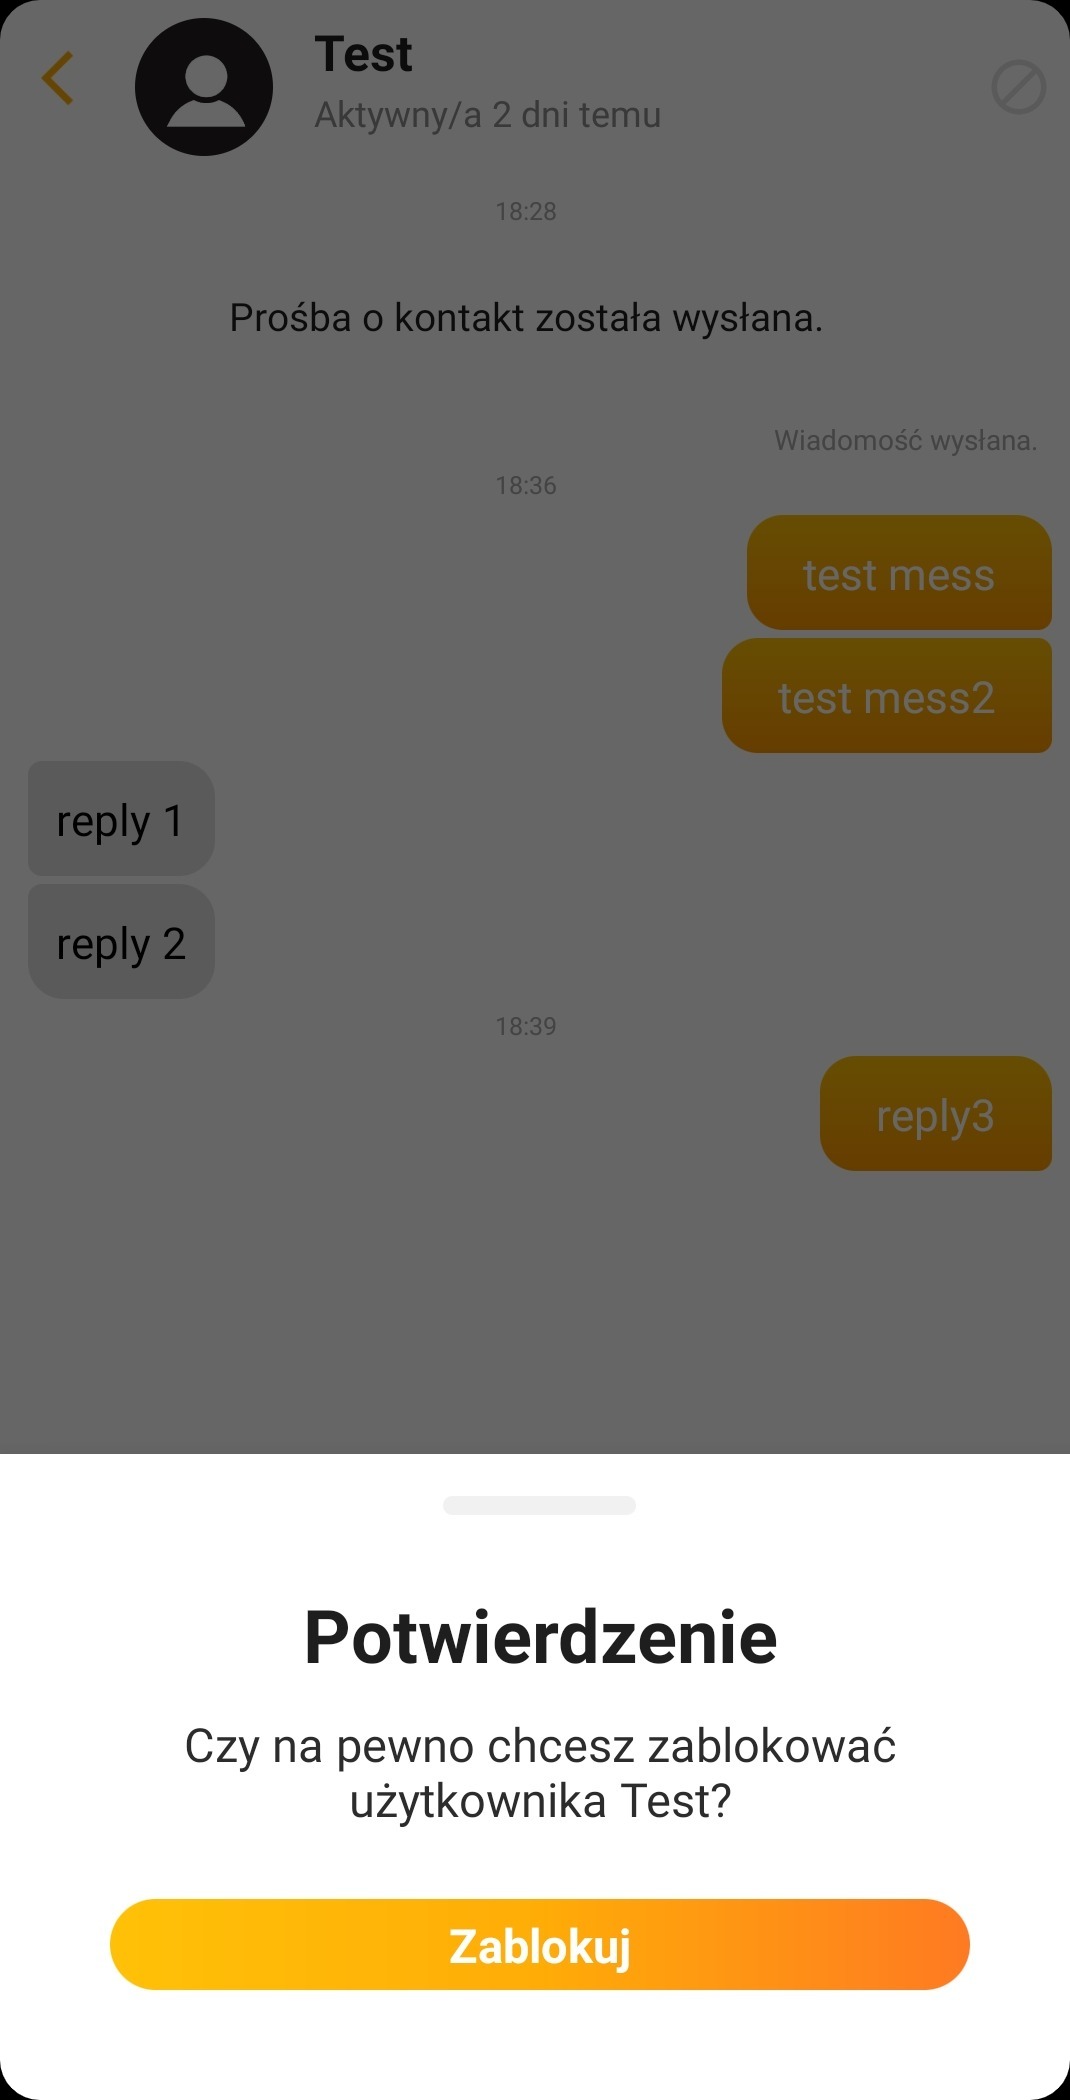 Test
Aktywny/a 2 dni temu
18:28
Prośba o kontakt została wysłana.
Wiadomość wysłana.
18:36
test mess
test mess2
reply 1
reply 2
18:39
reply3
Potwierdzenie
Czy na pewno chcesz zablokować
użytkownika Test?
Zablokuj